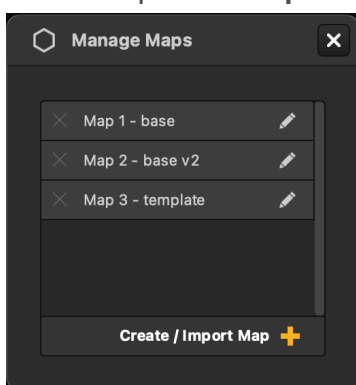 Manage Maps
Map 1 - base
Map 2 - base v2
Map 3 - template
Create / Import Map